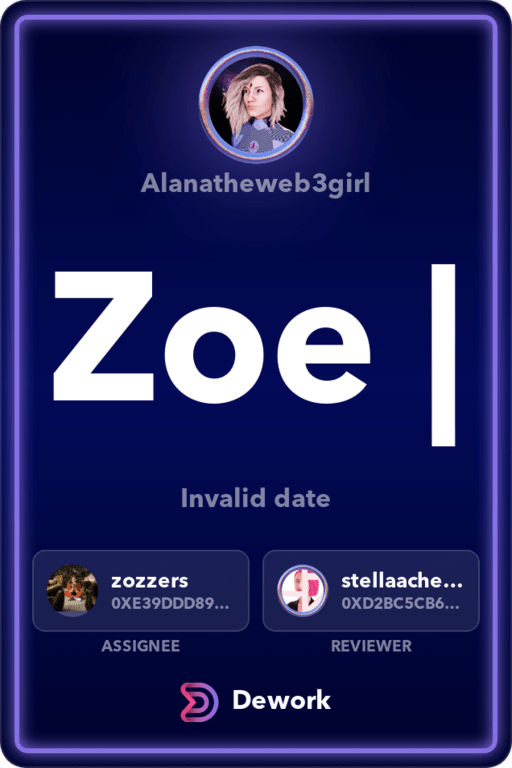 Alanatheweb3girl
Zoe |
Invalid date
zozzers
0XE39DDD89...
ASSIGNEE
stellaache...
0XD2BC5CB6...
REVIEWER
Dework